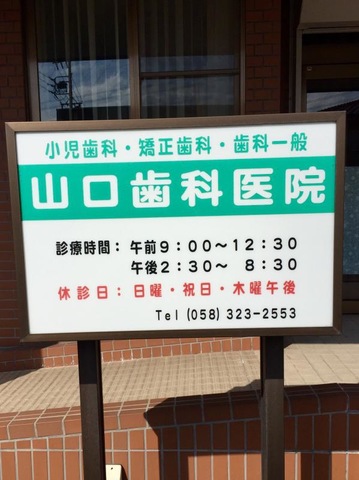 小児歯科・矯正歯科・歯科一般
山口歯科医院
診療時間：午前9：00～12：30
午後2：30～ 8：30
休診日：日曜・祝日・木曜午後
Tel (058) 323-2553